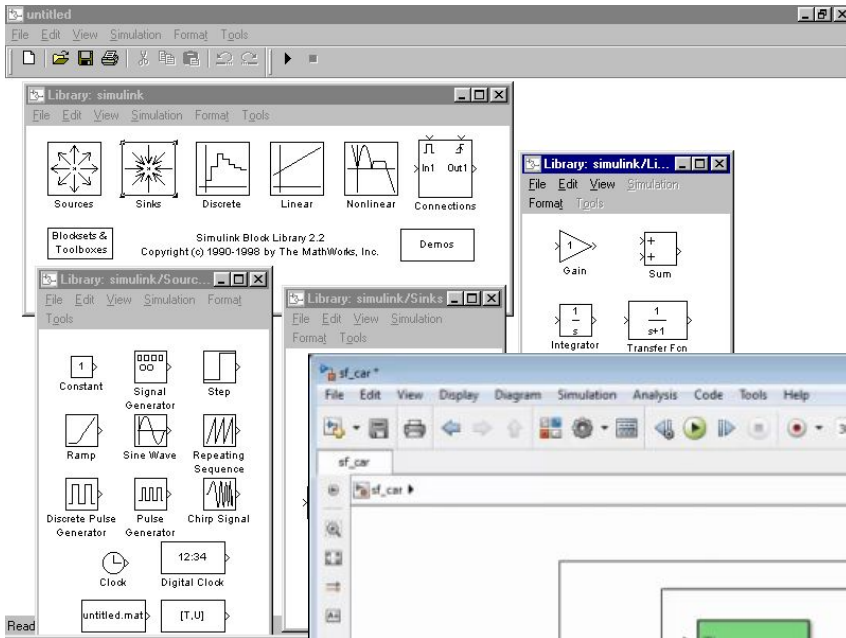 untitled
File Edit View Simulation Format Tools
Library: simulink
File Edit View Simulation Format Tools
In1 Out1
Sources Sinks Discrete Linear Nonlinear Connections
Blocksets &
Toolboxes
Simulink Block Library 2.2
Copyright (c) 1990-1998 by The MathWorks, Inc.
Demos
Library: simulink/Li...
File Edit View Simulation
Format Tools
1
Gain
+
+
Sum
1
s
Integrator
1
s+1
Transfer Fcn
Library: simulink/Sourc...
File Edit View Simulation Format
Tools
1
Constant
Signal
Generator
Step
Ramp
Sine Wave
Repeating
Sequence
Discrete Pulse
Generator
Pulse
Generator
Chirp Signal
Clock
12:34
Digital Clock
untitled.mat
[T,U]
Library: simulink/Sinks
File Edit View Simulation
Format Tools
sf_car *
File Edit View Display Diagram Simulation Analysis Code Tools Help
sf_car
sf_car
Read